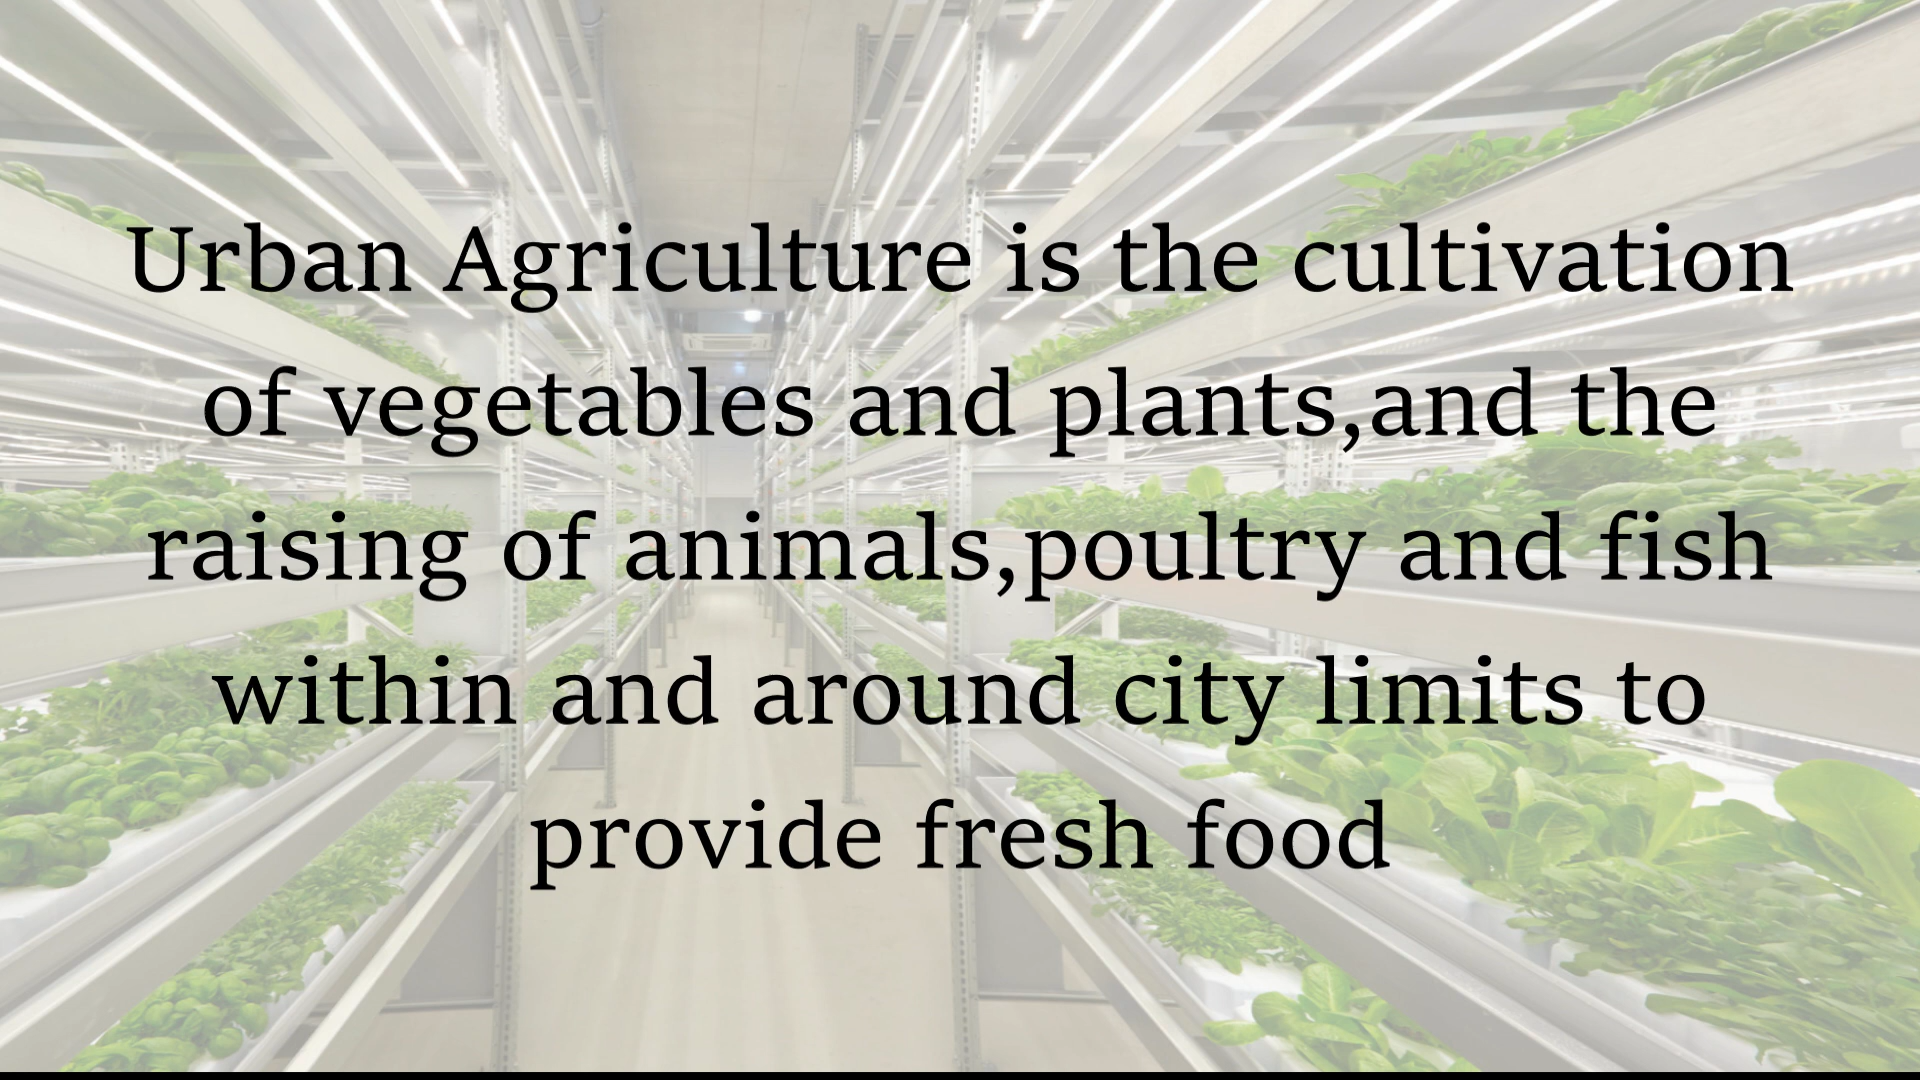 Urban Agriculture is the cultivation
of vegetables and plants,and the
raising of animals,poultry and fish
within and around city limits to
provide fresh food